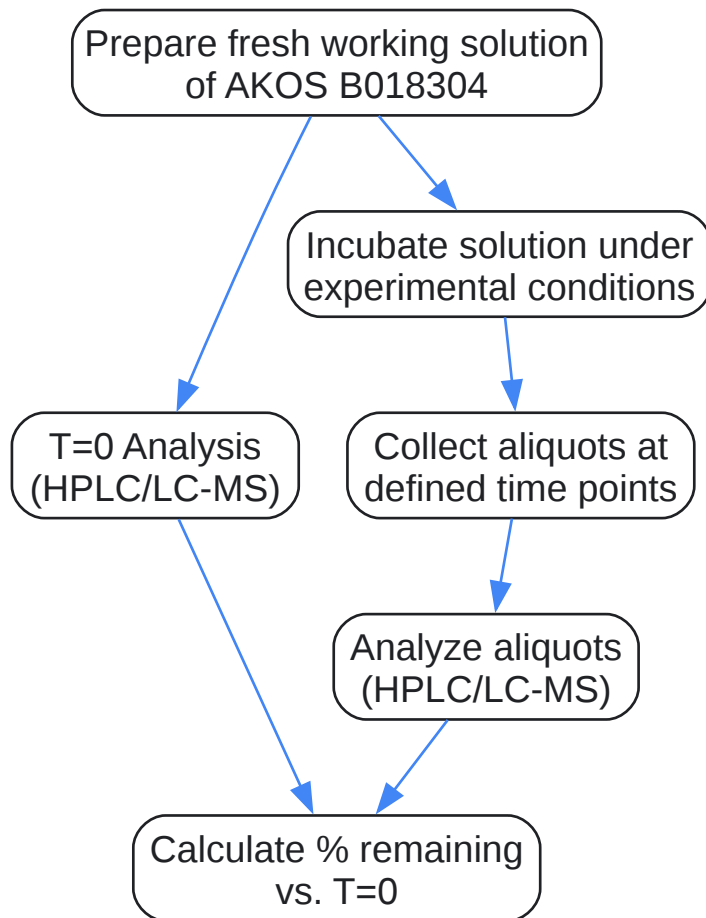 Prepare fresh working solution
of AKOS B018304
Incubate solution under
experimental conditions
T=0 Analysis
(HPLC/LC-MS)
Collect aliquots at
defined time points
Analyze aliquots
(HPLC/LC-MS)
Calculate % remaining
vs. T=0